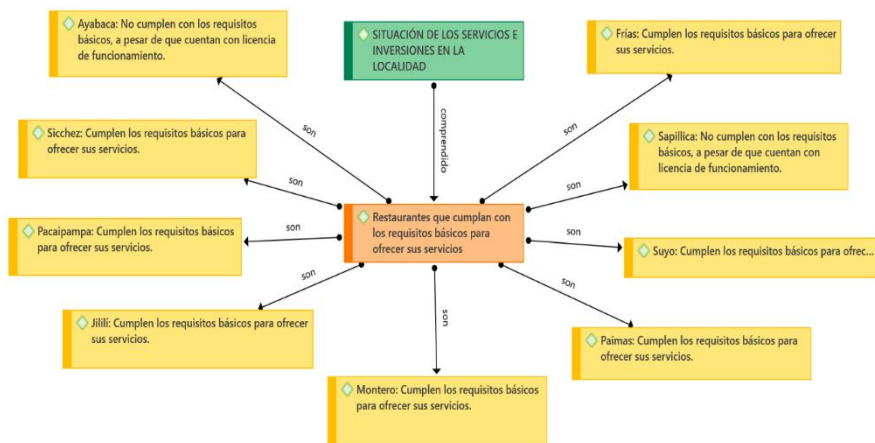 Ayabaca: No cumplen con los requisitos
básicos, a pesar de que cuentan con licencia
de funcionamiento.
SITUACIÓN DE LOS SERVICIOS E
INVERSIONES EN LA
LOCALIDAD
Frías: Cumplen los requisitos básicos para ofrecer
sus servicios.
son
comprendido
son
Sicchez: Cumplen los requisitos básicos para
ofrecer sus servicios.
Sapillica: No cumplen con los requisitos
básicos, a pesar de que cuentan con
licencia de funcionamiento.
son
son
Restaurantes que cumplan con
los requisitos básicos para
ofrecer sus servicios
Pacaipampa: Cumplen los requisitos básicos
para ofrecer sus servicios.
son
son
Suyo: Cumplen los requisitos básicos para ofrec...
son
son
son
Jililí: Cumplen los requisitos básicos para ofrecer
sus servicios.
Paimas: Cumplen los requisitos básicos para
ofrecer sus servicios.
Montero: Cumplen los requisitos básicos
para ofrecer sus servicios.